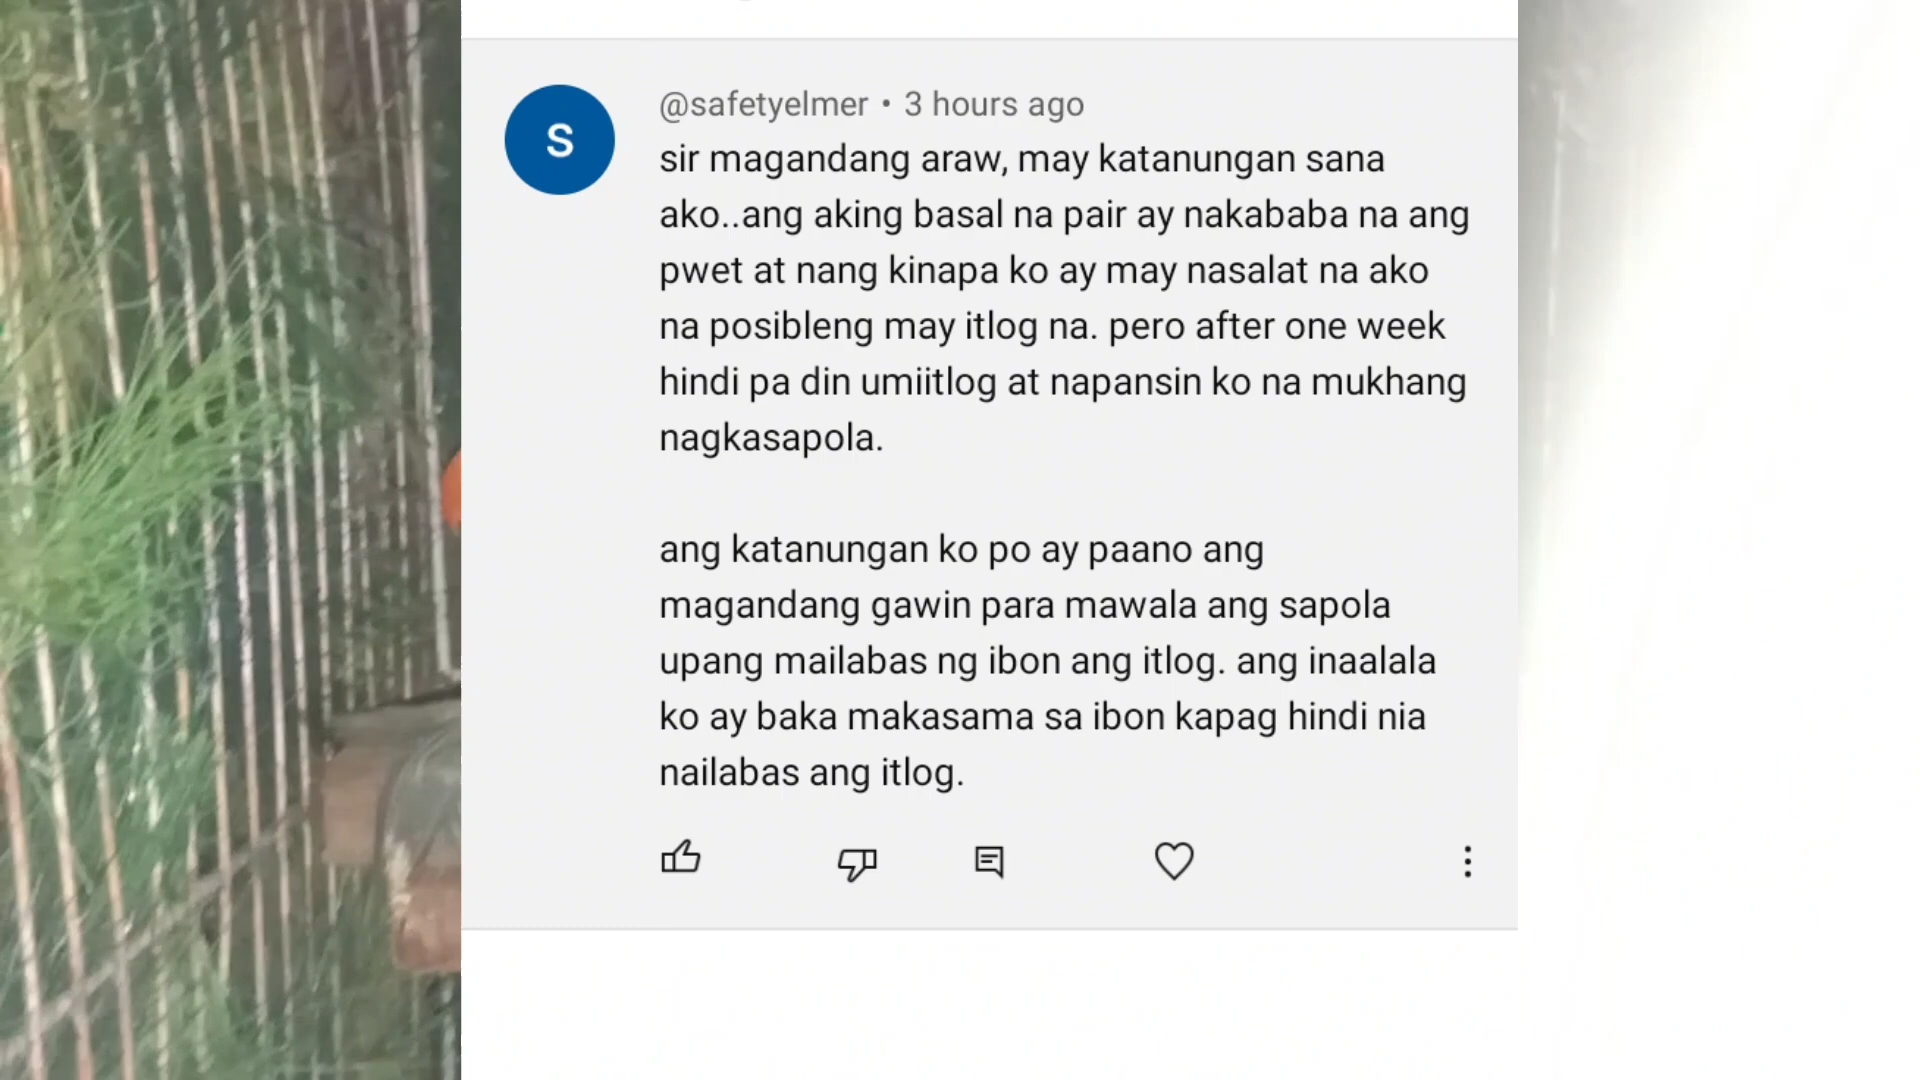 S
@safetyelmer • 3 hours ago
sir magandang araw, may katanungan sana
ako..ang aking basal na pair ay nakababa na ang
pwet at nang kinapa ko ay may nasalat na ako
na posibleng may itlog na. pero after one week
hindi pa din umiitlog at napansin ko na mukhang
nagkasapola.
ang katanungan ko po ay paano ang
magandang gawin para mawala ang sapola
upang mailabas ng ibon ang itlog. ang inaalala
ko ay baka makasama sa ibon kapag hindi nia
nailabas ang itlog.